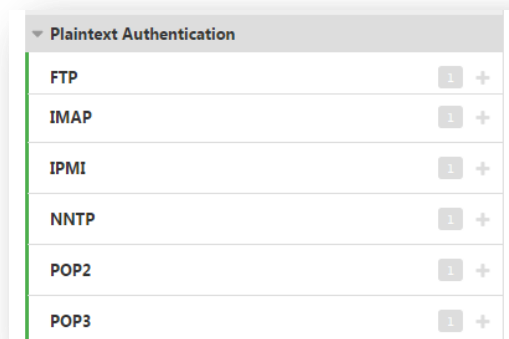 Plaintext Authentication
FTP 1 +
IMAP 1 +
IPMI 1 +
NNTP 1 +
POP2 1 +
POP3 1 +